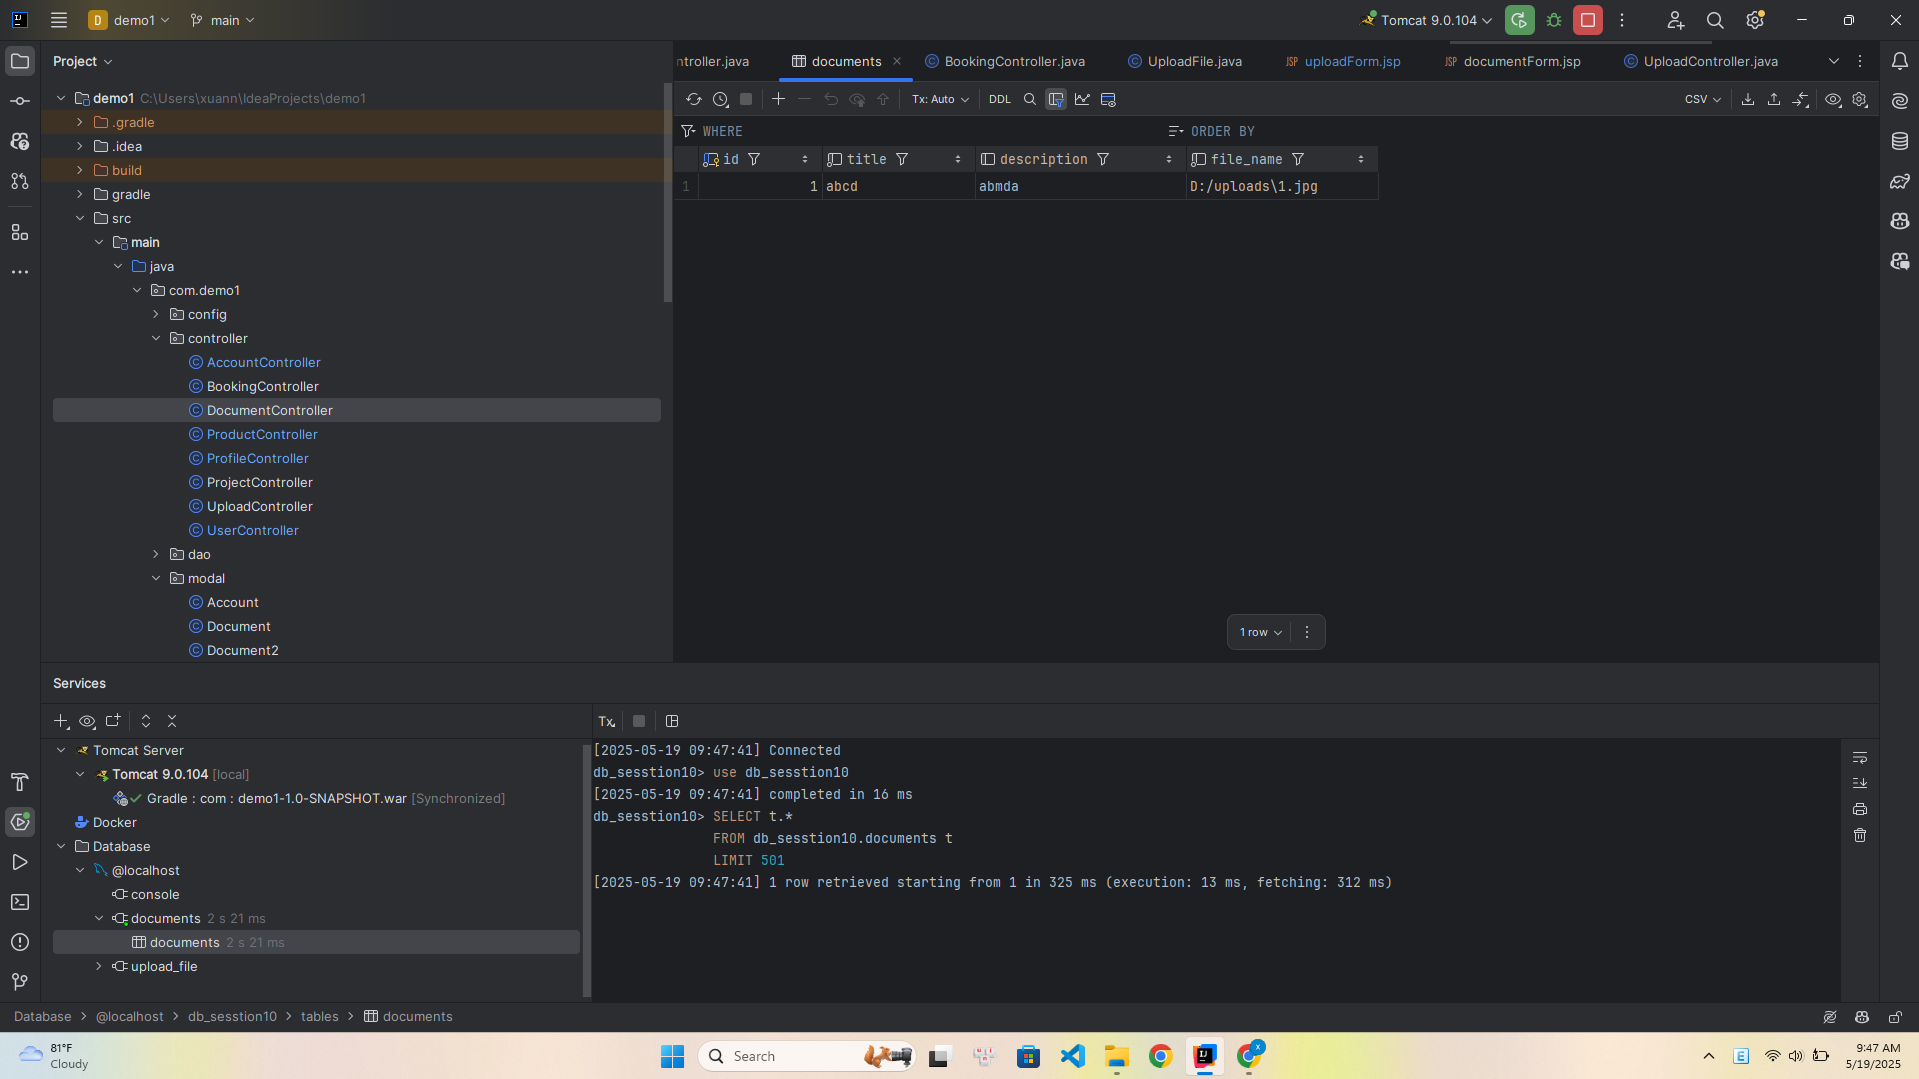 D demo1 main Tomcat 9.0.104
Project
ntroller.java documents BookingController.java UploadFile.java JSP uploadForm.jsp JSP documentForm.jsp UploadController.java
Tx: Auto DDL CSV
WHERE ORDER BY
id title description file_name
1 1 abcd abmda D:/uploads\1.jpg
demo1 C:\Users\xuann\IdeaProjects\demo1
.gradle
.idea
build
gradle
src
main
java
com.demo1
config
controller
AccountController
BookingController
DocumentController
ProductController
ProfileController
ProjectController
UploadController
UserController
dao
modal
Account
Document
Document2
1 row
Services
Tx
Tomcat Server
Tomcat 9.0.104 [local]
Gradle : com : demo1-1.0-SNAPSHOT.war [Synchronized]
Docker
Database
@localhost
console
documents 2 s 21 ms
documents 2 s 21 ms
upload_file
[2025-05-19 09:47:41] Connected
db_sesstion10> use db_sesstion10
[2025-05-19 09:47:41] completed in 16 ms
db_sesstion10> SELECT t.*
FROM db_sesstion10.documents t
LIMIT 501
[2025-05-19 09:47:41] 1 row retrieved starting from 1 in 325 ms (execution: 13 ms, fetching: 312 ms)
Database > @localhost > db_sesstion10 > tables > documents
81°F
Cloudy
Search
9:47 AM
5/19/2025